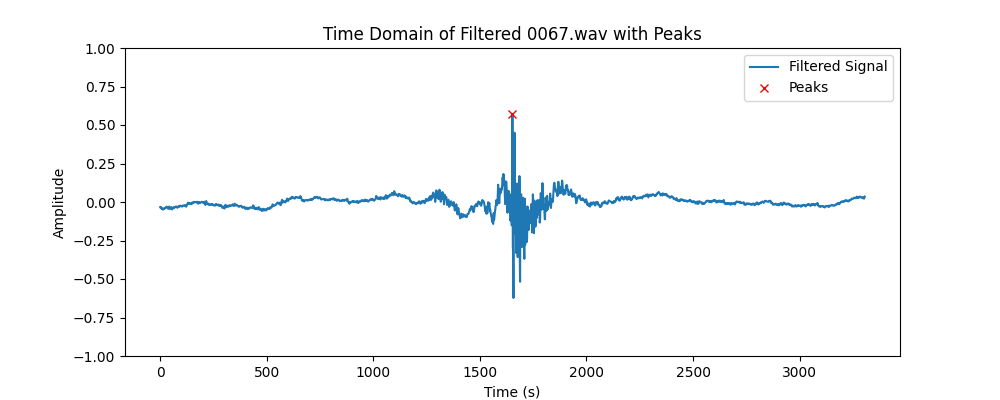 Time Domain of Filtered 0067.wav with Peaks
1.00
0.75
0.50
0.25
0.00
−0.25
−0.50
−0.75
−1.00
Amplitude
Filtered Signal
Peaks
0 500 1000 1500 2000 2500 3000
Time (s)